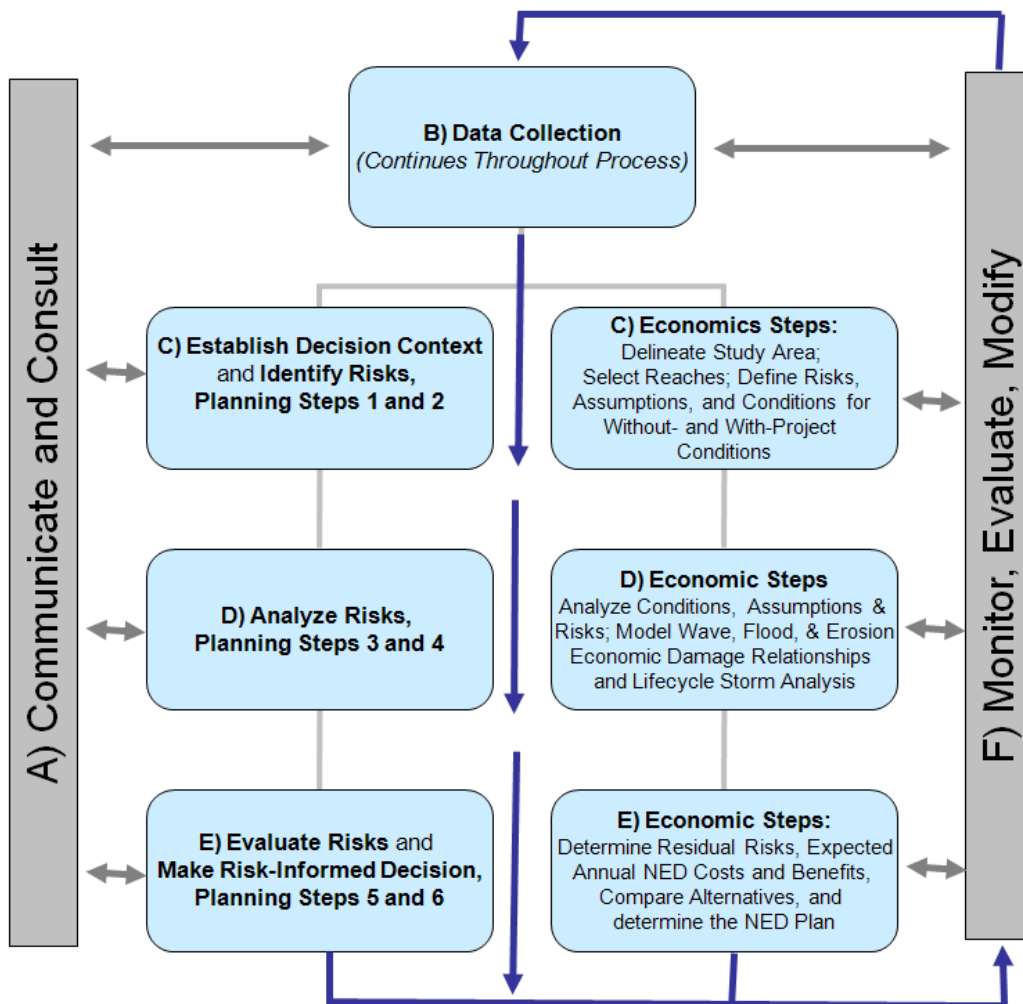 A) Communicate and Consult
B) Data Collection
(Continues Throughout Process)
C) Establish Decision Context
and Identify Risks,
Planning Steps 1 and 2
C) Economics Steps:
Delineate Study Area;
Select Reaches; Define Risks,
Assumptions, and Conditions for
Without- and With-Project
Conditions
D) Analyze Risks,
Planning Steps 3 and 4
D) Economic Steps
Analyze Conditions, Assumptions &
Risks; Model Wave, Flood, & Erosion
Economic Damage Relationships
and Lifecycle Storm Analysis
E) Evaluate Risks and
Make Risk-Informed Decision,
Planning Steps 5 and 6
E) Economic Steps:
Determine Residual Risks, Expected
Annual NED Costs and Benefits,
Compare Alternatives, and
determine the NED Plan
F) Monitor, Evaluate, Modify